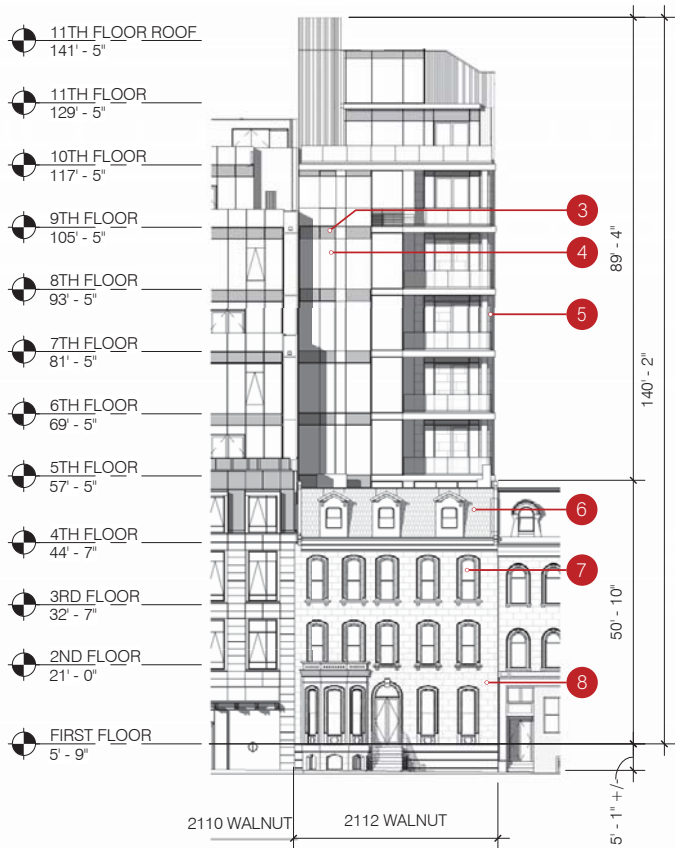 11TH FLOOR ROOF
141' - 5"
11TH FLOOR
129' - 5"
10TH FLOOR
117' - 5"
9TH FLOOR
105' - 5"
8TH FLOOR
93' - 5"
7TH FLOOR
81' - 5"
6TH FLOOR
69' - 5"
5TH FLOOR
57' - 5"
4TH FLOOR
44' - 7"
3RD FLOOR
32' - 7"
2ND FLOOR
21' - 0"
FIRST FLOOR
5' - 9"
3
4
5
6
7
8
89' - 4"
140' - 2"
50' - 10"
5' - 1" +/-
2110 WALNUT
2112 WALNUT